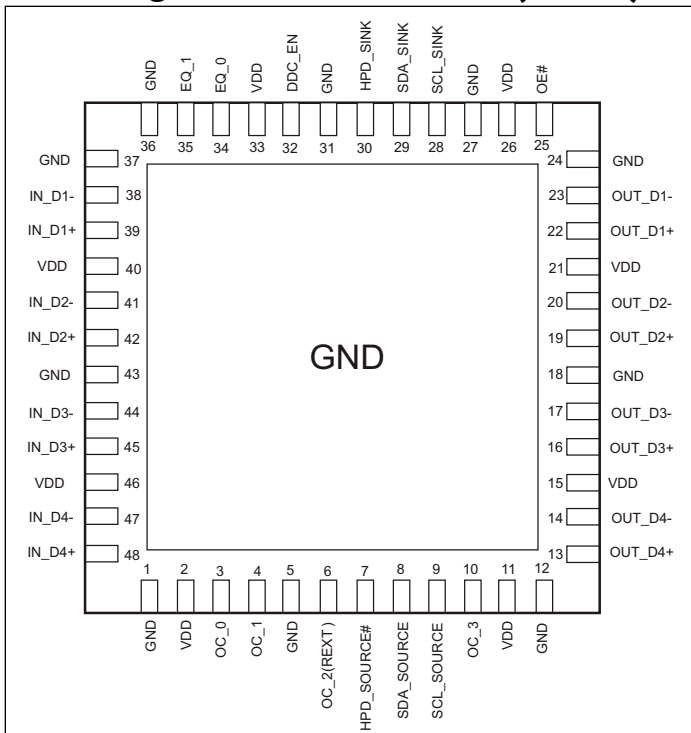 GND
EQ_1
EQ_0
VDD
DDC_EN
GND
HPD_SINK
SDA_SINK
SCL_SINK
GND
VDD
OE#
36 35 34 33 32 31 30 29 28 27 26 25
GND 37
IN_D1- 38
IN_D1+ 39
VDD 40
IN_D2- 41
IN_D2+ 42
GND 43
IN_D3- 44
IN_D3+ 45
VDD 46
IN_D4- 47
IN_D4+ 48
GND
24 GND
23 OUT_D1-
22 OUT_D1+
21 VDD
20 OUT_D2-
19 OUT_D2+
18 GND
17 OUT_D3-
16 OUT_D3+
15 VDD
14 OUT_D4-
13 OUT_D4+
1 2 3 4 5 6 7 8 9 10 11 12
GND
VDD
OC_0
OC_1
GND
OC_2(REXT)
HPD_SOURCE#
SDA_SOURCE
SCL_SOURCE
OC_3
VDD
GND